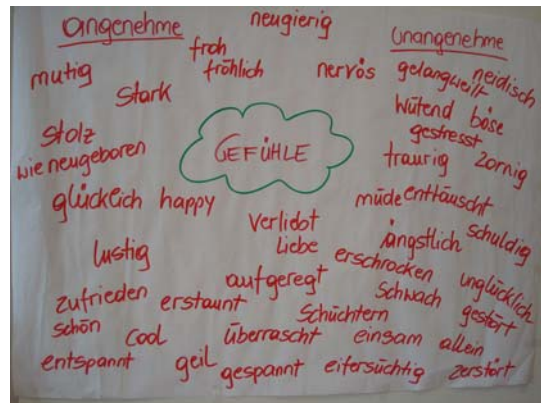 angenehme
neugierig
Unangenehme
froh
fröhlich
nervös
gelangweilt
neidisch
mutig
Stark
wütend
böse
gestresst
Stolz
GEFÜHLE
wie neugeboren
traurig
zornig
glücklich
happy
müde
enttäuscht
verliebt
Liebe
ängstlich
schuldig
lustig
erschrocken
aufgeregt
unglücklich
zufrieden
erstaunt
Schüchtern
Schwach
gestört
schön
Cool
überrascht
einsam
allein
entspannt
geil
gespannt
eifersüchtig
zerstört